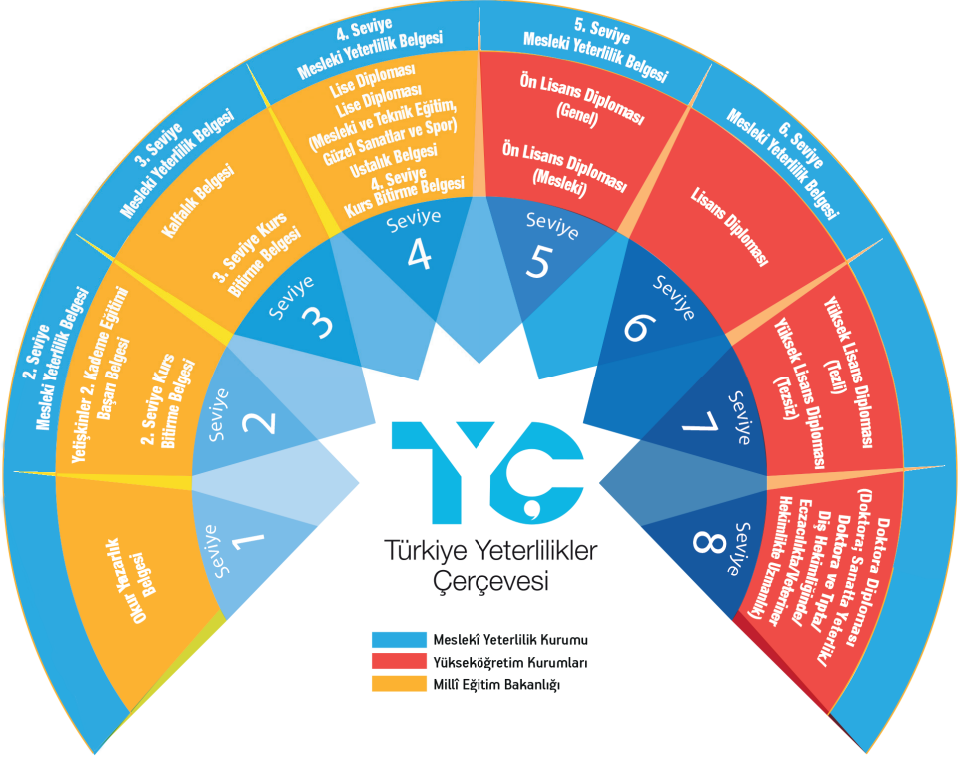 2. Seviye
Mesleki Yeterlilik Belgesi
3. Seviye
Mesleki Yeterlilik Belgesi
4. Seviye
Mesleki Yeterlilik Belgesi
5. Seviye
Mesleki Yeterlilik Belgesi
6. Seviye
Mesleki Yeterlilik Belgesi
Okur Yazarlık
Belgesi
Yetişkinler 2. Kademe Eğitimi
Başarı Belgesi
2. Seviye Kurs
Bitirme Belgesi
Kalfalık Belgesi
3. Seviye Kurs
Bitirme Belgesi
Lise Diploması
Lise Diploması
(Mesleki ve Teknik Eğitim,
Güzel Sanatlar ve Spor)
Ustalık Belgesi
4. Seviye
Kurs Bitirme Belgesi
Ön Lisans Diploması
(Genel)
Ön Lisans Diploması
(Mesleki)
Lisans Diploması
Yüksek Lisans Diploması
(Tezli)
Yüksek Lisans Diploması
(Tezsiz)
Doktora Diploması
(Doktora; Sanatta Yeterlik/
Doktora ve Tıpta/
Diş Hekimliğinde/
Eczacılıkta/Veteriner
Hekimlikte Uzmanlık)
Seviye
1
Seviye
2
Seviye
3
Seviye
4
Seviye
5
Seviye
6
Seviye
7
Seviye
8
TYÇ
Türkiye Yeterlilikler
Çerçevesi
Meslekî Yeterlilik Kurumu
Yükseköğretim Kurumları
Millî Eğitim Bakanlığı